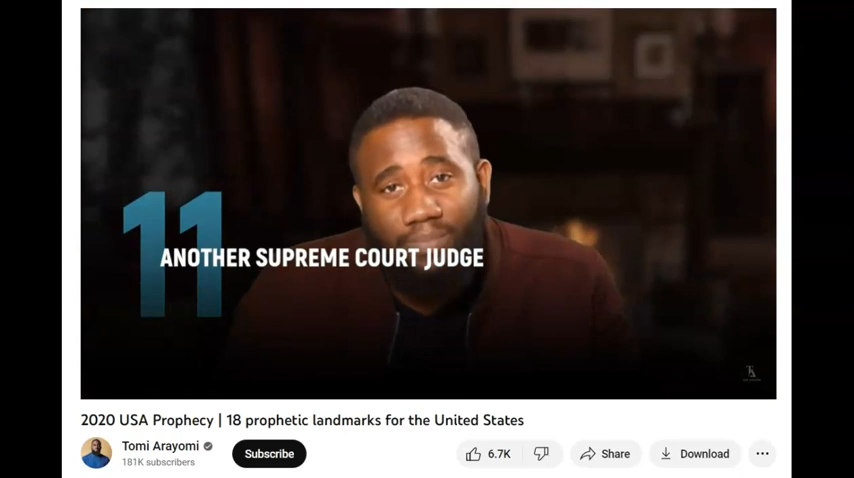 11
ANOTHER SUPREME COURT JUDGE
2020 USA Prophecy | 18 prophetic landmarks for the United States
Tomi Arayomi
181K subscribers
Subscribe
6.7K
Share
Download